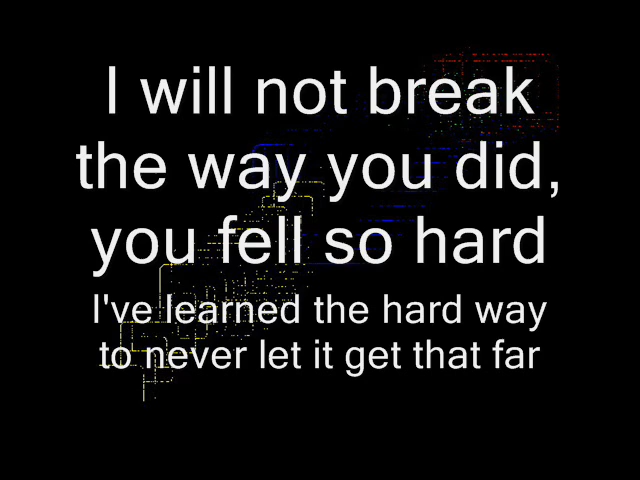 I will not break
the way you did,
you fell so hard
I've learned the hard way
to never let it get that far